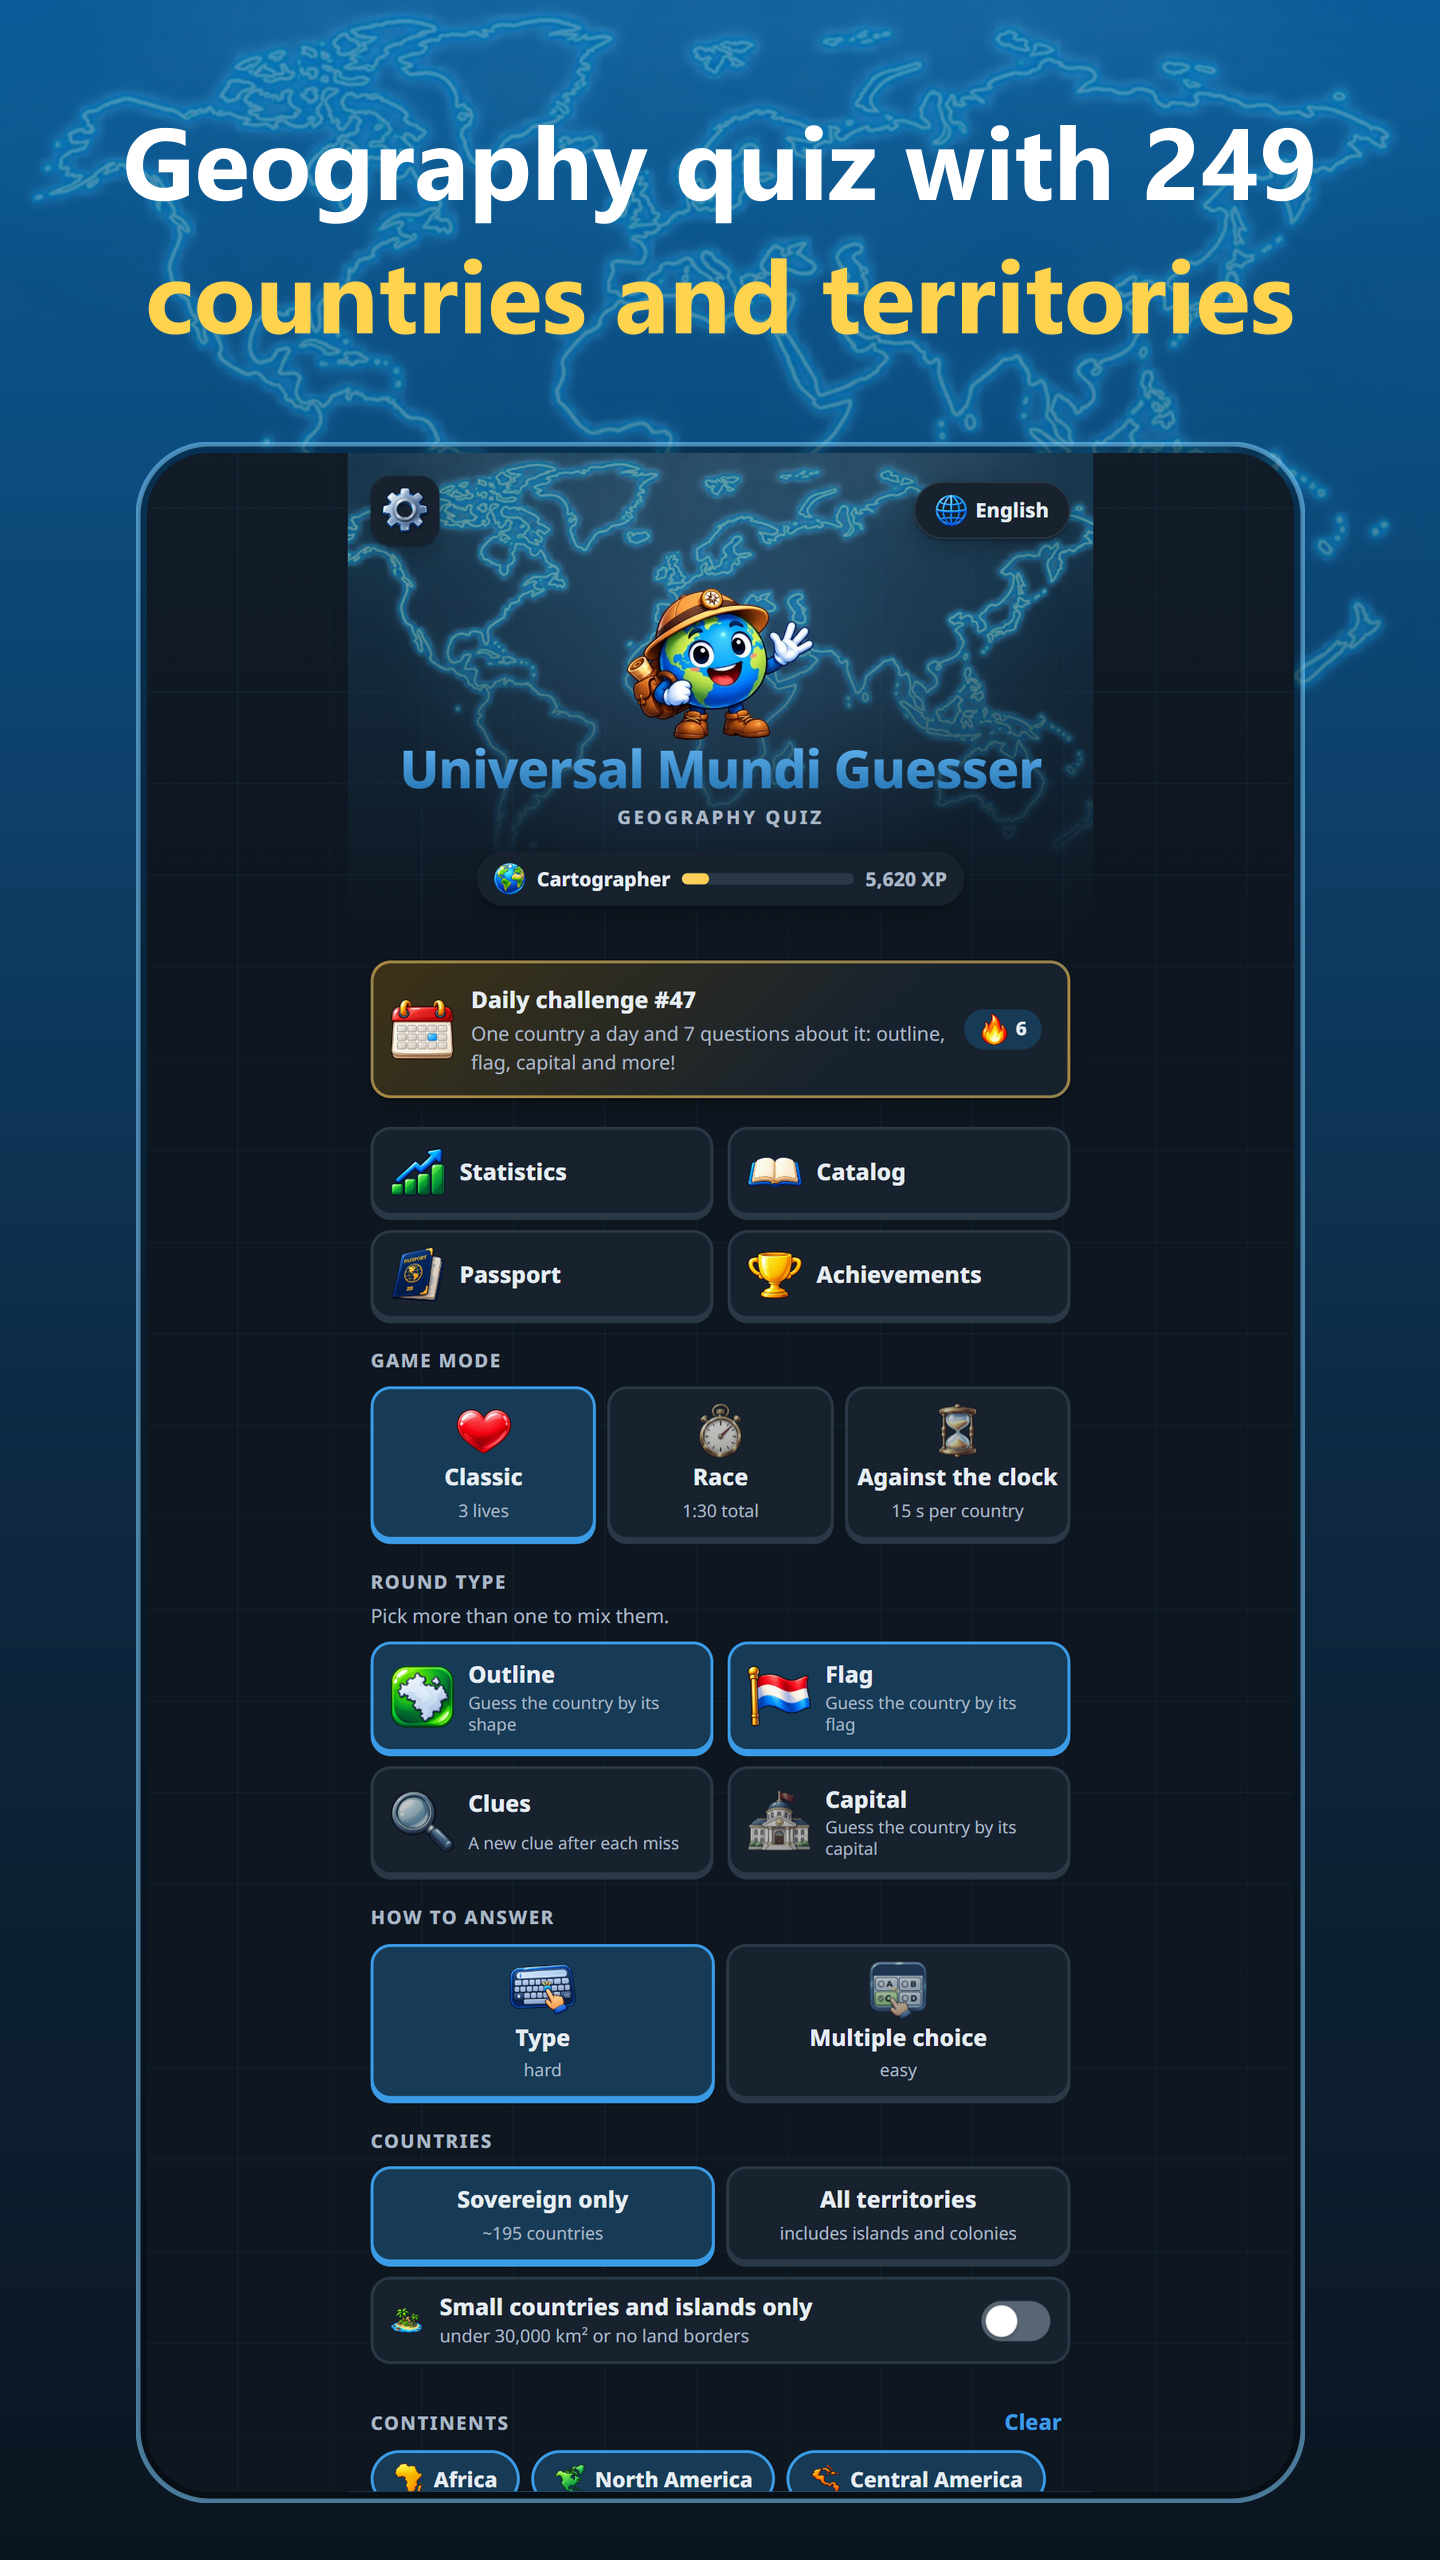 Geography quiz with 249
countries and territories
English
Universal Mundi Guesser
GEOGRAPHY QUIZ
Cartographer 5,620 XP
Daily challenge #47
One country a day and 7 questions about it: outline,
flag, capital and more!
6
Statistics
Catalog
PASSPORT
Passport
Achievements
GAME MODE
Classic
3 lives
Race
1:30 total
Against the clock
15 s per country
ROUND TYPE
Pick more than one to mix them.
Outline
Guess the country by its
shape
Flag
Guess the country by its
flag
Clues
A new clue after each miss
Capital
Guess the country by its
capital
HOW TO ANSWER
Type
hard
A B
C D
Multiple choice
easy
COUNTRIES
Sovereign only
~195 countries
All territories
includes islands and colonies
Small countries and islands only
under 30,000 km² or no land borders
CONTINENTS
Clear
Africa
North America
Central America